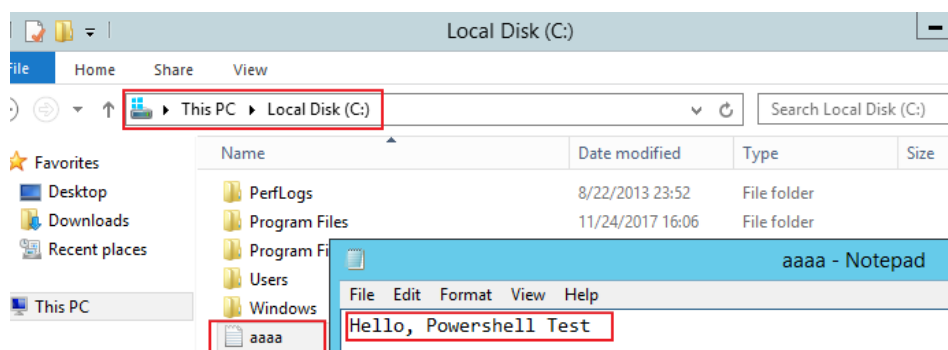 Local Disk (C:)
File Home Share View
This PC Local Disk (C:) Search Local Disk (C:)
Name Date modified Type Size
Favorites
Desktop PerfLogs 8/22/2013 23:52 File folder
Downloads Program Files 11/24/2017 16:06 File folder
Recent places Program Fi
aaaa - Notepad
Users
File Edit Format View Help
This PC Windows
Hello, Powershell Test
aaaa